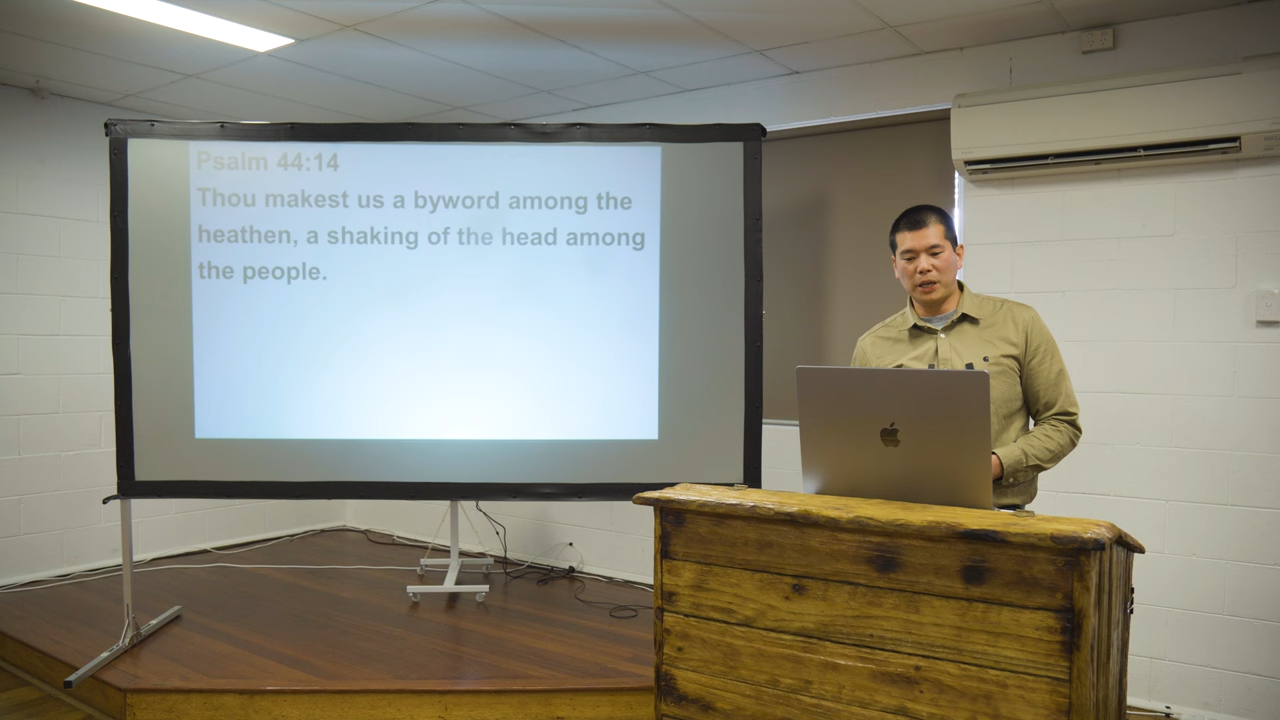 Psalm 44:14
Thou makest us a byword among the
heathen, a shaking of the head among
the people.